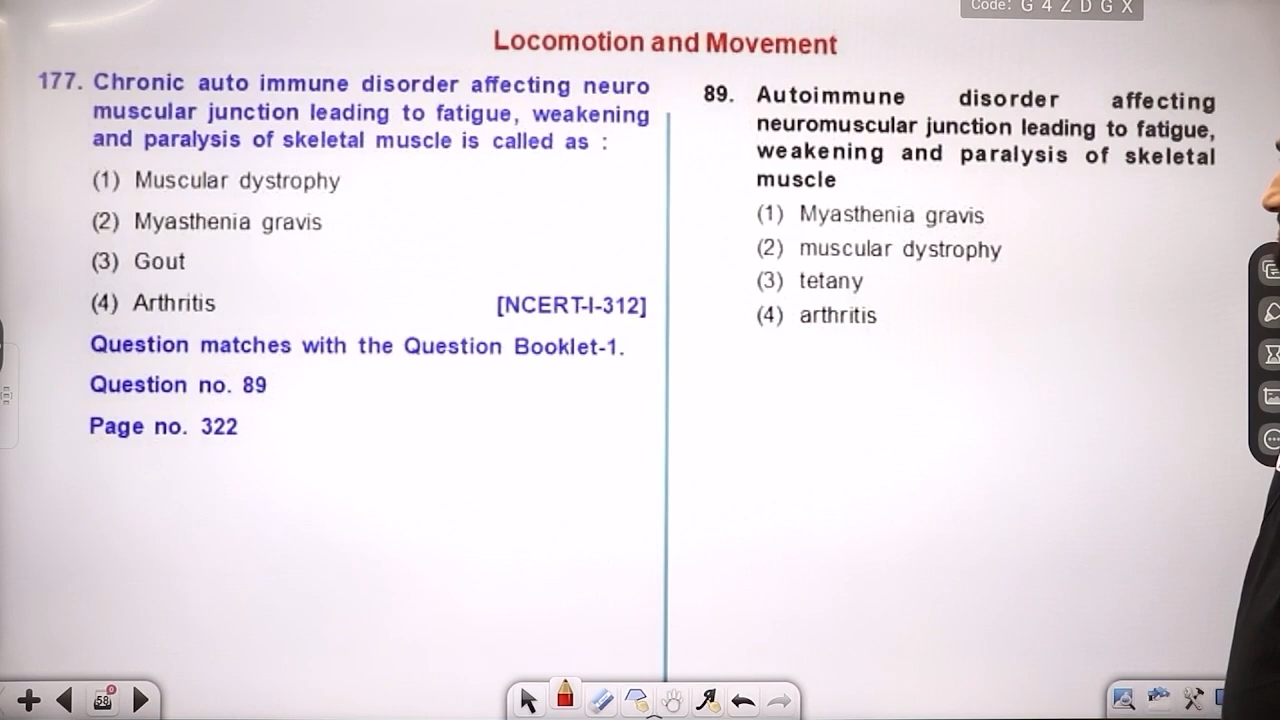 Code: G 4 Z D G X
Locomotion and Movement
177. Chronic auto immune disorder affecting neuro
muscular junction leading to fatigue, weakening
and paralysis of skeletal muscle is called as :
(1) Muscular dystrophy
(2) Myasthenia gravis
(3) Gout
(4) Arthritis [NCERT-I-312]
Question matches with the Question Booklet-1.
Question no. 89
Page no. 322
89. Autoimmune disorder affecting
neuromuscular junction leading to fatigue,
weakening and paralysis of skeletal
muscle
(1) Myasthenia gravis
(2) muscular dystrophy
(3) tetany
(4) arthritis
58